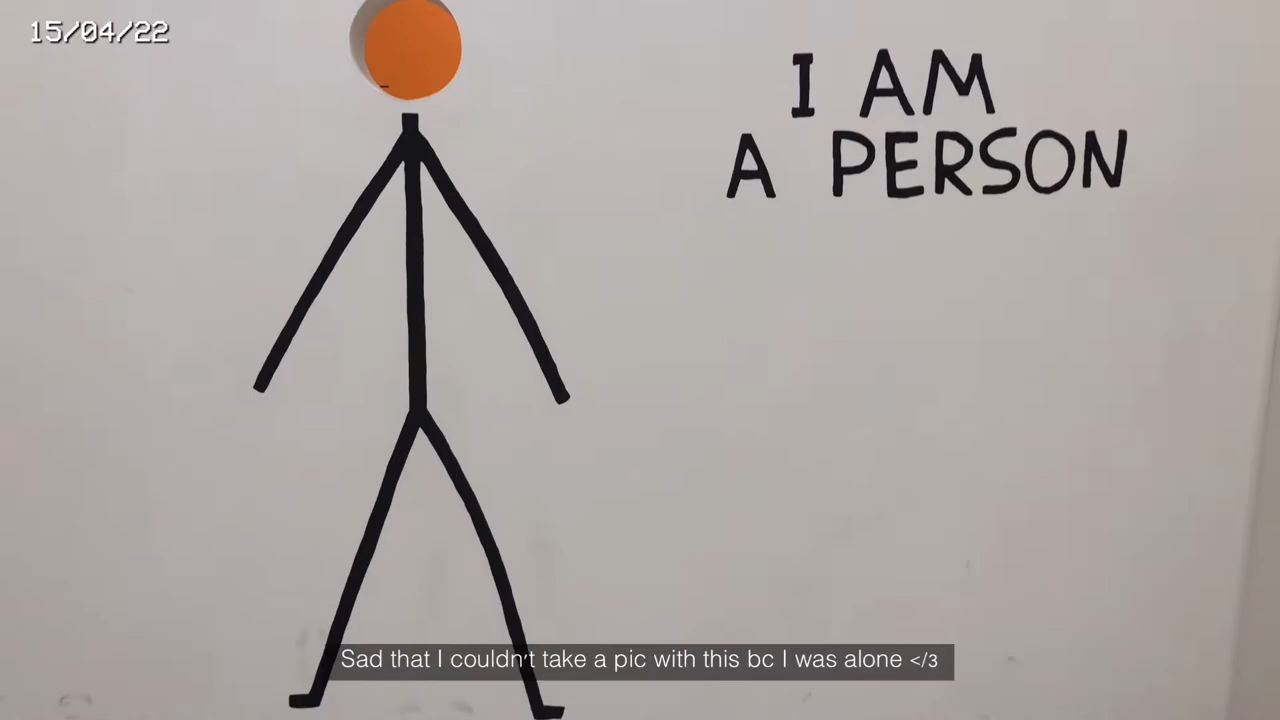 15/04/22
I AM
A PERSON
Sad that I couldn't take a pic with this bc I was alone </3